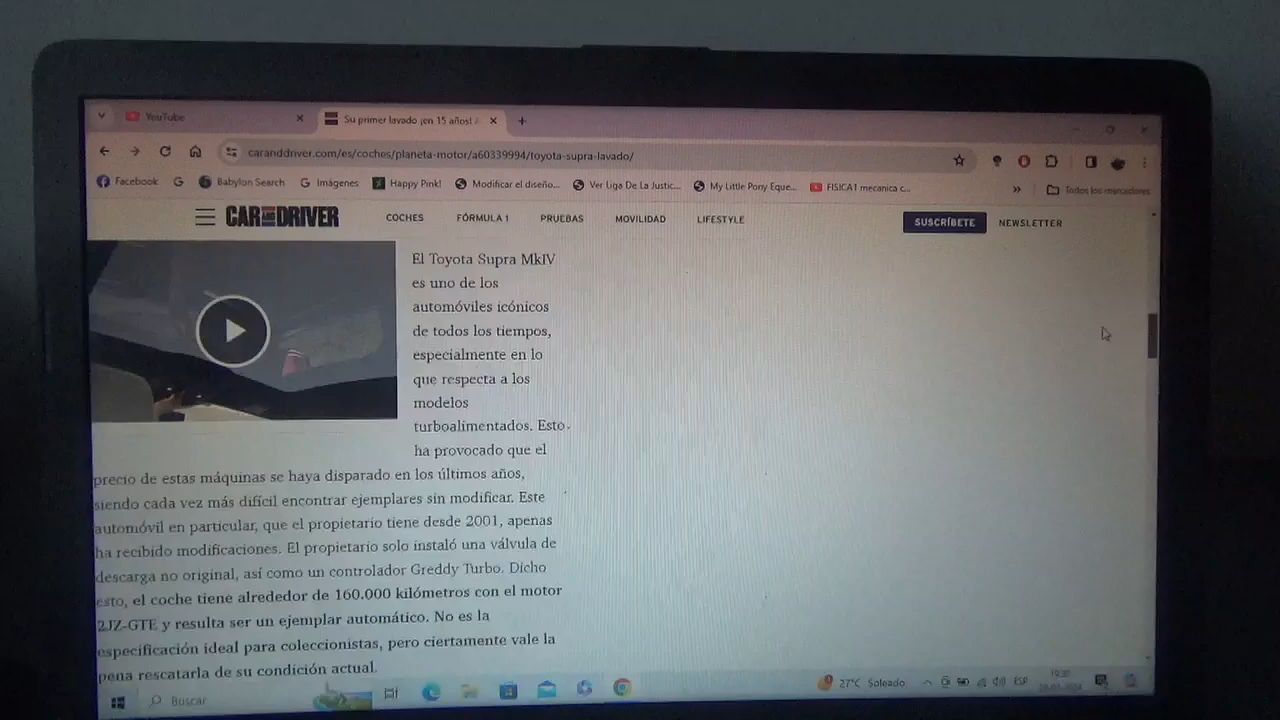 YouTube
Su primer lavado ¡en 15 años!
caranddriver.com/es/coches/planeta-motor/a60339994/toyota-supra-lavado/
Facebook
Babylon Search
Imágenes
Happy Pink!
Modificar el diseño...
Ver Liga De La Justic...
My Little Pony Eque...
FISICA1 mecanica c...
Todos los marcadores
CAR AND DRIVER
COCHES
FÓRMULA 1
PRUEBAS
MOVILIDAD
LIFESTYLE
SUSCRÍBETE
NEWSLETTER
El Toyota Supra MkIV
es uno de los
automóviles icónicos
de todos los tiempos,
especialmente en lo
que respecta a los
modelos
turboalimentados. Esto
ha provocado que el
precio de estas máquinas se haya disparado en los últimos años,
siendo cada vez más difícil encontrar ejemplares sin modificar. Este
automóvil en particular, que el propietario tiene desde 2001, apenas
ha recibido modificaciones. El propietario solo instaló una válvula de
descarga no original, así como un controlador Greddy Turbo. Dicho
esto, el coche tiene alrededor de 160.000 kilómetros con el motor
2JZ-GTE y resulta ser un ejemplar automático. No es la
especificación ideal para coleccionistas, pero ciertamente vale la
pena rescatarla de su condición actual.
Buscar
27°C Soleado
ESP